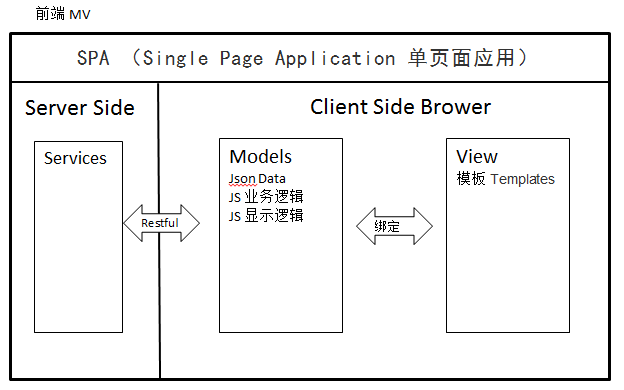 前端 MV
SPA （Single Page Application 单页面应用）
Server Side
Client Side Brower
Services
Models
Json Data
JS 业务逻辑
JS 显示逻辑
View
模板 Templates
Restful
绑定